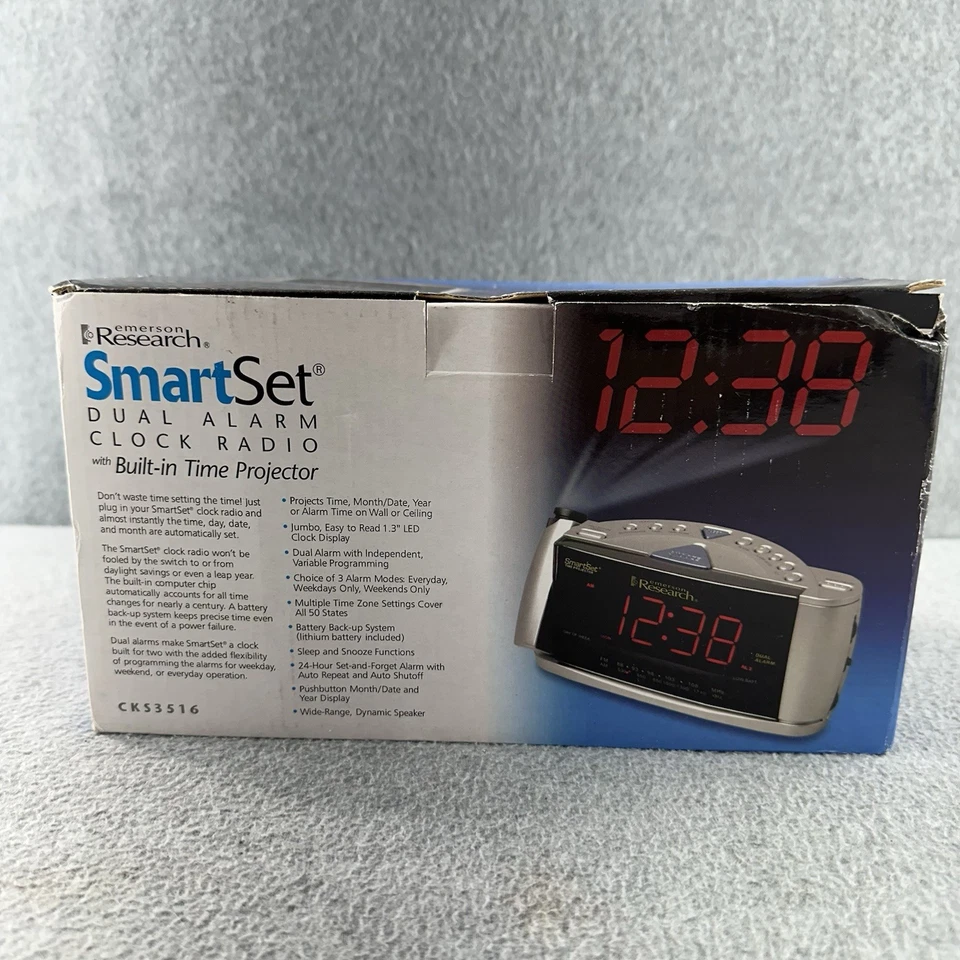 emerson
Research®
SmartSet®
DUAL ALARM
CLOCK RADIO
with Built-in Time Projector
Don't waste time setting the time! Just
plug in your SmartSet® clock radio and
almost instantly the time, day, date,
and month are automatically set.
The SmartSet® clock radio won't be
fooled by the switch to or from
daylight savings or even a leap year.
The built-in computer chip
automatically accounts for all time
changes for nearly a century. A battery
back-up system keeps precise time even
in the event of a power failure.
Dual alarms make SmartSet® a clock
built for two with the added flexibility
of programming the alarms for weekday,
weekend, or everyday operation.
CKS3516
• Projects Time, Month/Date, Year
or Alarm Time on Wall or Ceiling
• Jumbo, Easy to Read 1.3" LED
Clock Display
• Dual Alarm with Independent,
Variable Programming
• Choice of 3 Alarm Modes: Everyday,
Weekdays Only, Weekends Only
• Multiple Time Zone Settings Cover
All 50 States
• Battery Back-up System
(lithium battery included)
• Sleep and Snooze Functions
• 24-Hour Set-and-Forget Alarm with
Auto Repeat and Auto Shutoff
• Pushbutton Month/Date and
Year Display
• Wide-Range, Dynamic Speaker
12:38
SmartSet®
emerson
Research®
12:38
DUAL
ALARM